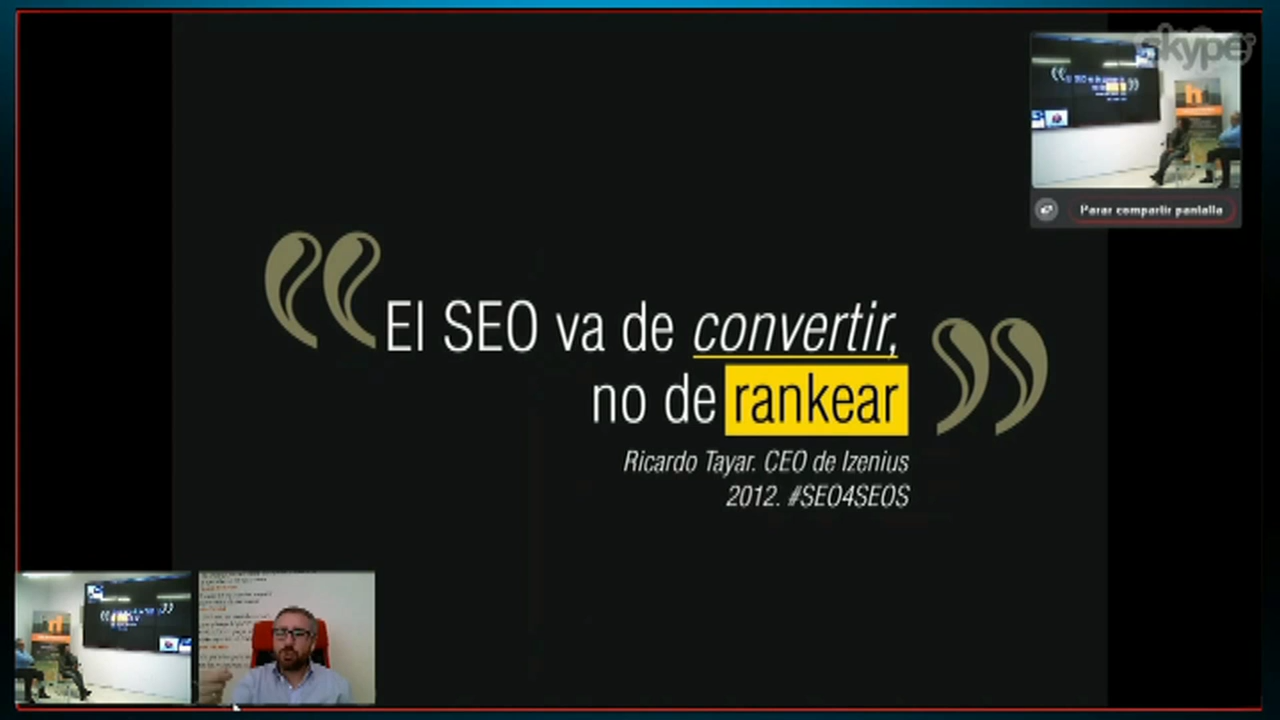 skype
“El SEO va de convertir,
no de rankear”
Ricardo Tayar. CEO de Izenius
2012. #SEO4SEOS
Parar compartir pantalla